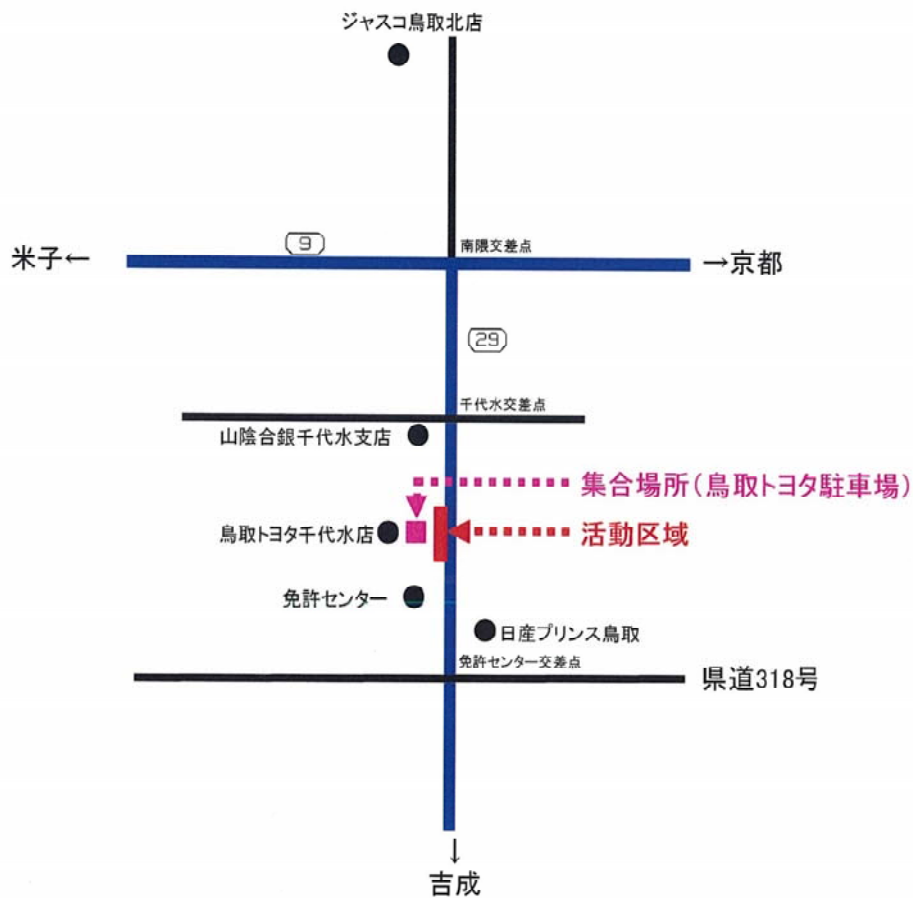 ジャスコ鳥取北店
9
南隈交差点
米子←
→京都
29
千代水交差点
山陰合銀千代水支店
集合場所(鳥取トヨタ駐車場)
鳥取トヨタ千代水店
活動区域
免許センター
日産プリンス鳥取
免許センター交差点
県道318号
↓
吉成